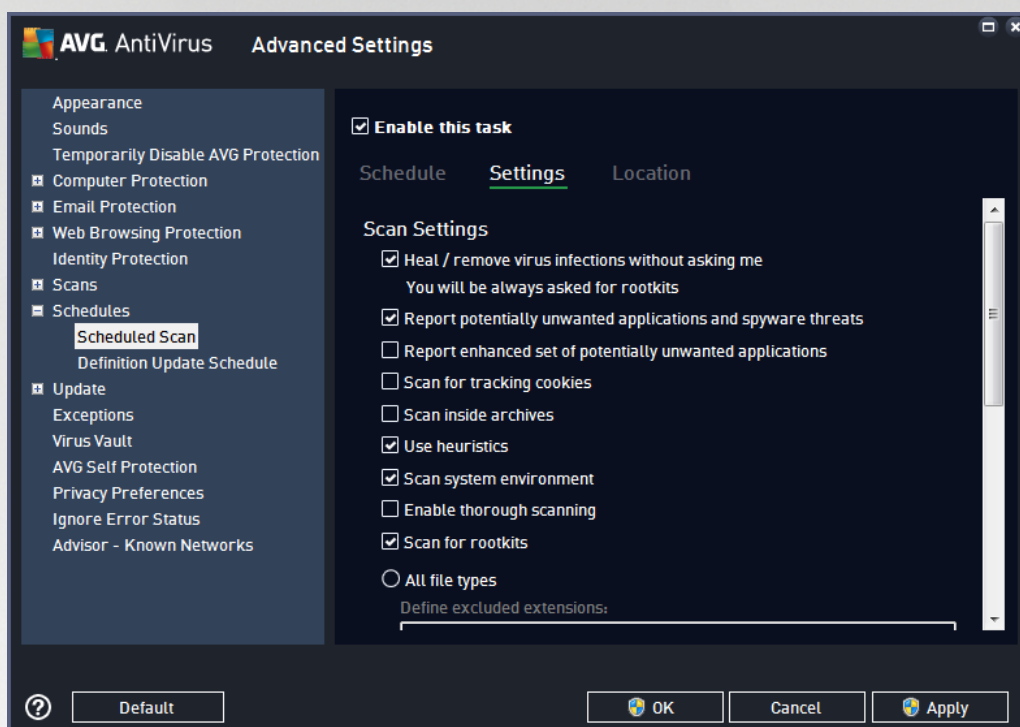 AVG. AntiVirus Advanced Settings
Appearance
Sounds
Temporarily Disable AVG Protection
Computer Protection
Email Protection
Web Browsing Protection
Identity Protection
Scans
Schedules
Scheduled Scan
Definition Update Schedule
Update
Exceptions
Virus Vault
AVG Self Protection
Privacy Preferences
Ignore Error Status
Advisor - Known Networks
Enable this task
Schedule Settings Location
Scan Settings
Heal / remove virus infections without asking me
You will be always asked for rootkits
Report potentially unwanted applications and spyware threats
Report enhanced set of potentially unwanted applications
Scan for tracking cookies
Scan inside archives
Use heuristics
Scan system environment
Enable thorough scanning
Scan for rootkits
All file types
Define excluded extensions:
? Default OK Cancel Apply